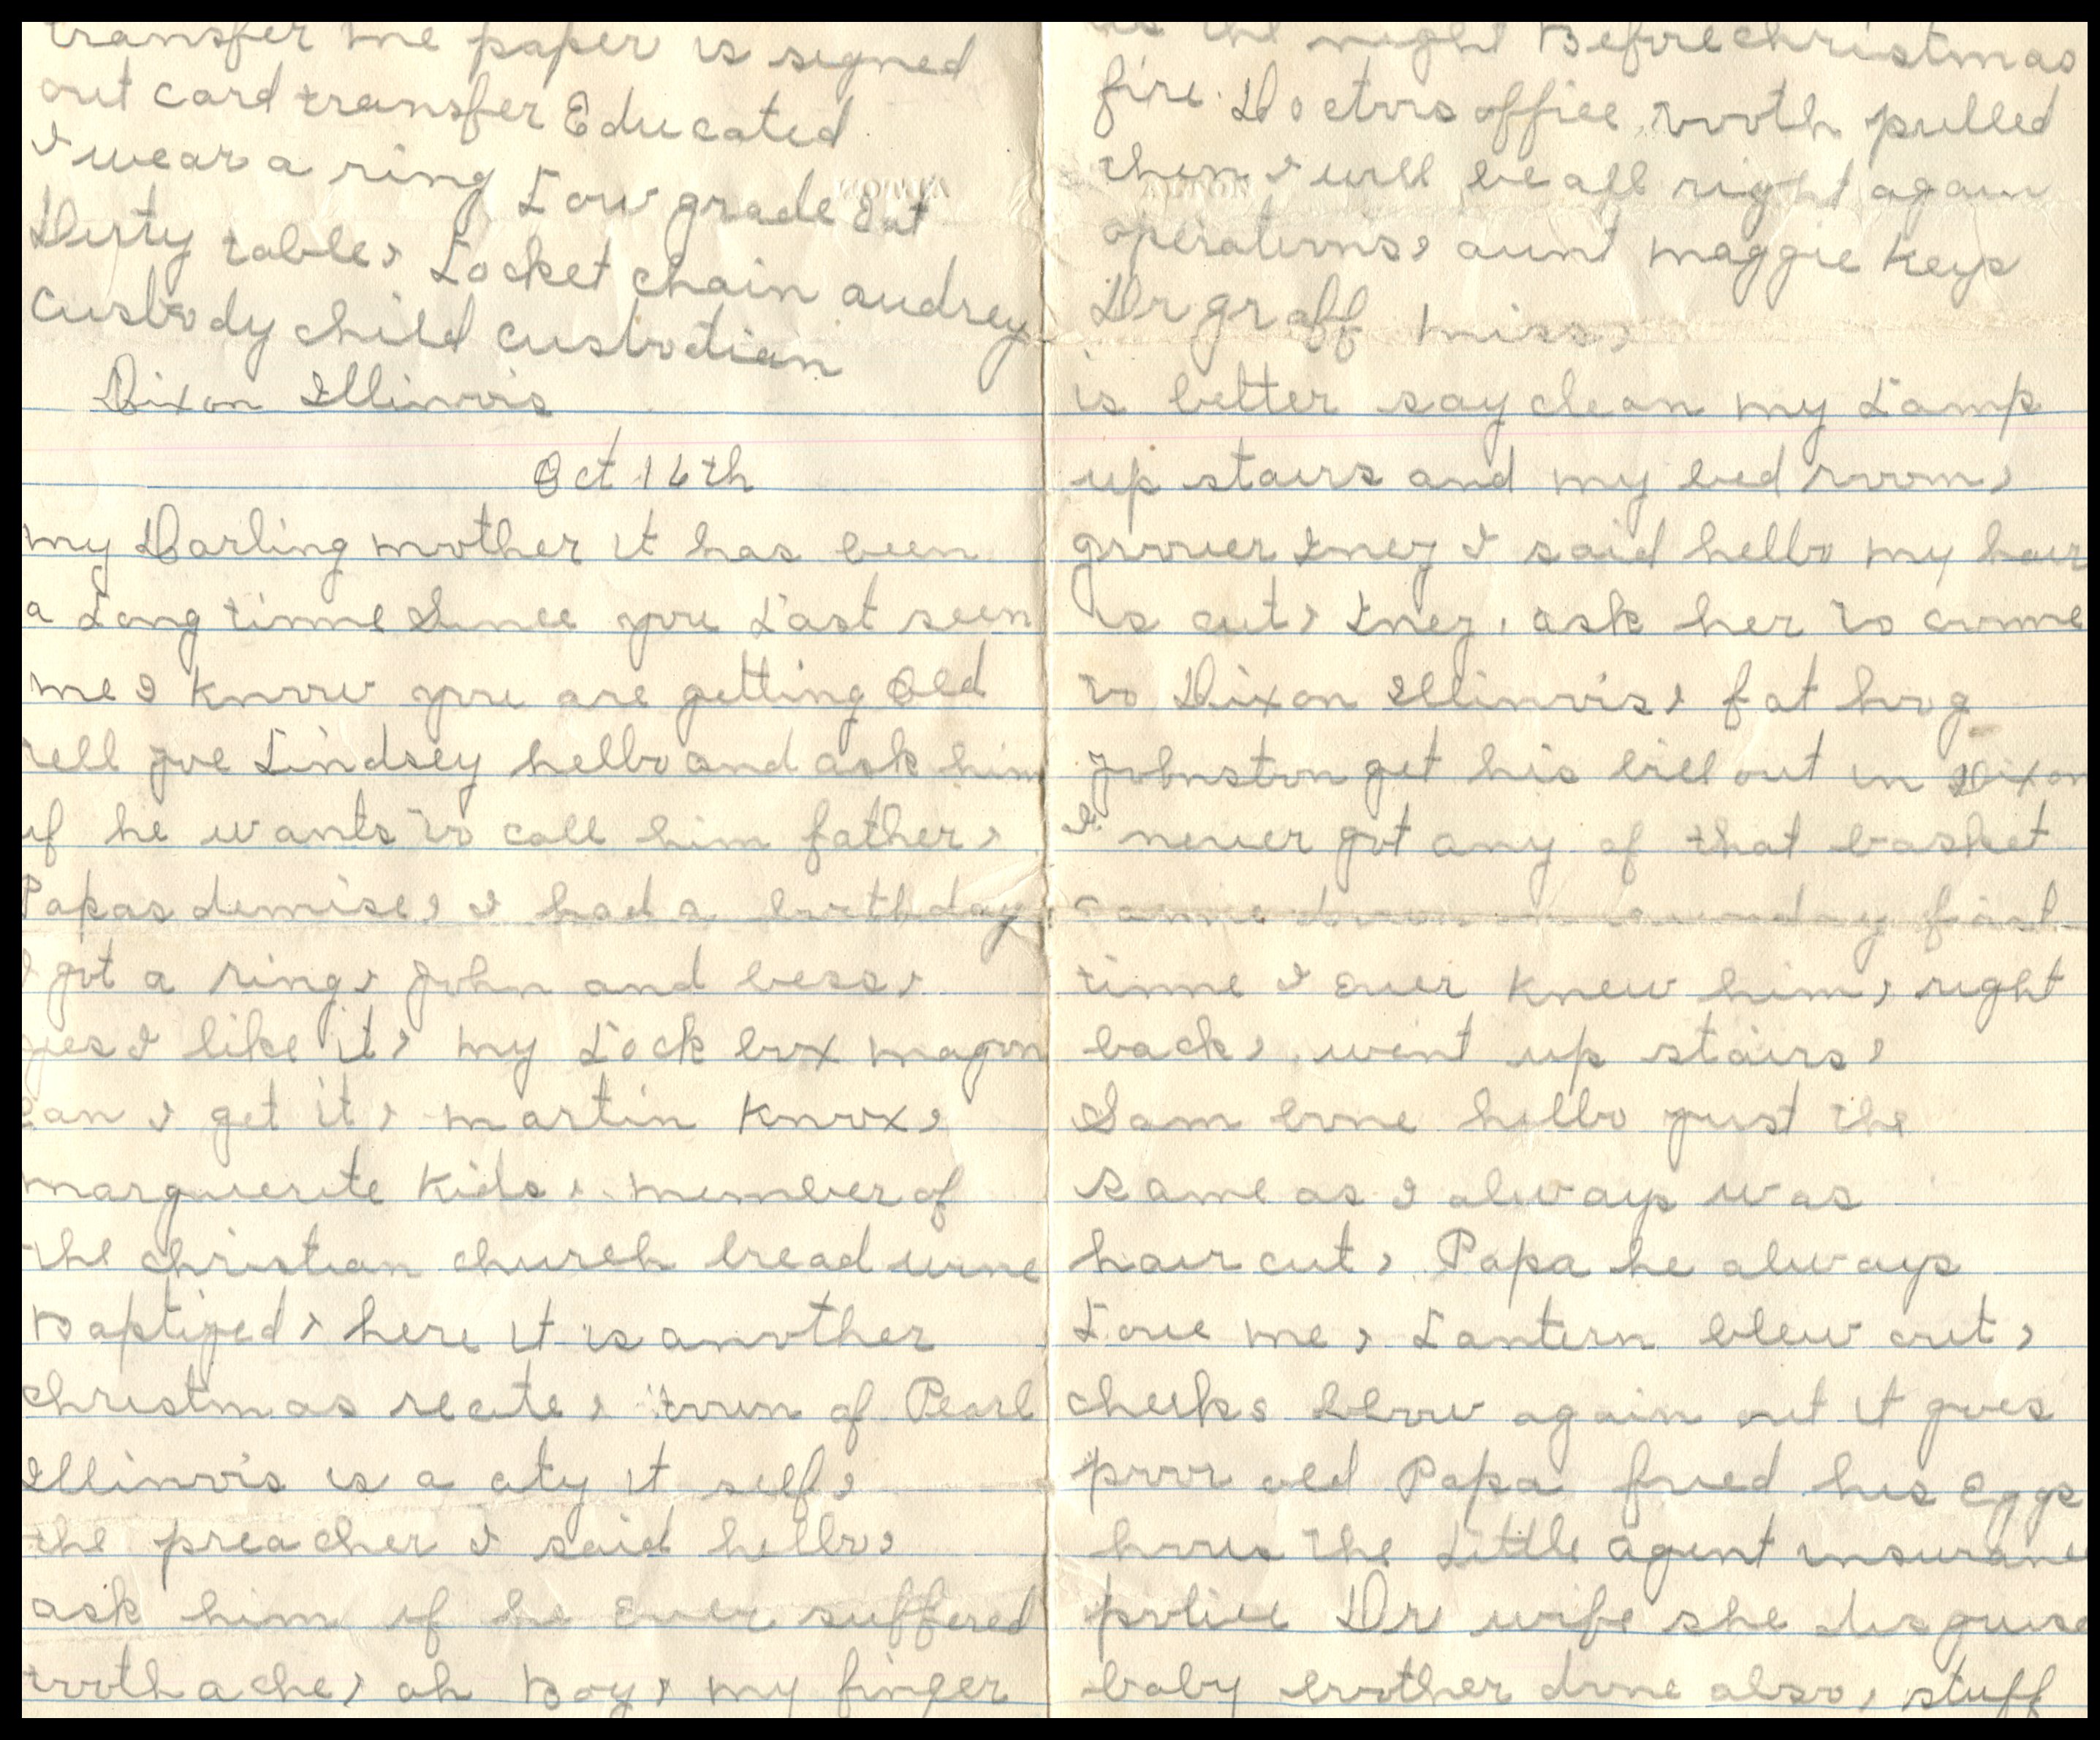 transfer me paper is signed
out card transfer Educated
I wear a ring Low grade Eat
Dirty table, Locket chain audrey
custody child custodian
Dixon Illinois
Oct 16th
my Darling mother it has been
a Long time Since you Last seen
me I know you are getting Old
tell joe Lindsey hello and ask him
if he wants to call him father,
Papas demise, I had a birthday
I got a ring, John and bess,
yes I like it, my Lock box
can I get it, martin Knox,
marguerite Kids, member of
the christian church bread wine
Baptized, here it is another
christmas recite, town of Pearl
Illinois is a city it self,
the preacher I said hello,
ask him if he Ever suffered
toothache, oh Boy, my finger
the night Before christmas
fire. Doctors office, tooth pulled
then I will be all right again
operations, aunt maggie Keys
Dr graff miss,
is better say clean my Lamp
up stairs and my bed room,
grover Inez I said hello my hair
is cut, Inez, ask her to come
to Dixon Illinois, fat hog
Johnston get his bill out in Dixon
I never got any of that basket
came down on sunday first
time I Ever Knew him, right
back, went up stairs,
Sam bone hello just the
same as I always was
hair cut, Papa he always
Love me, Lantern blew out,
cheeks blow again out it goes
poor old Papa fried his Eggs
hows the Little agent insurance
police Dr wife she disguise
baby brother done also, stuff